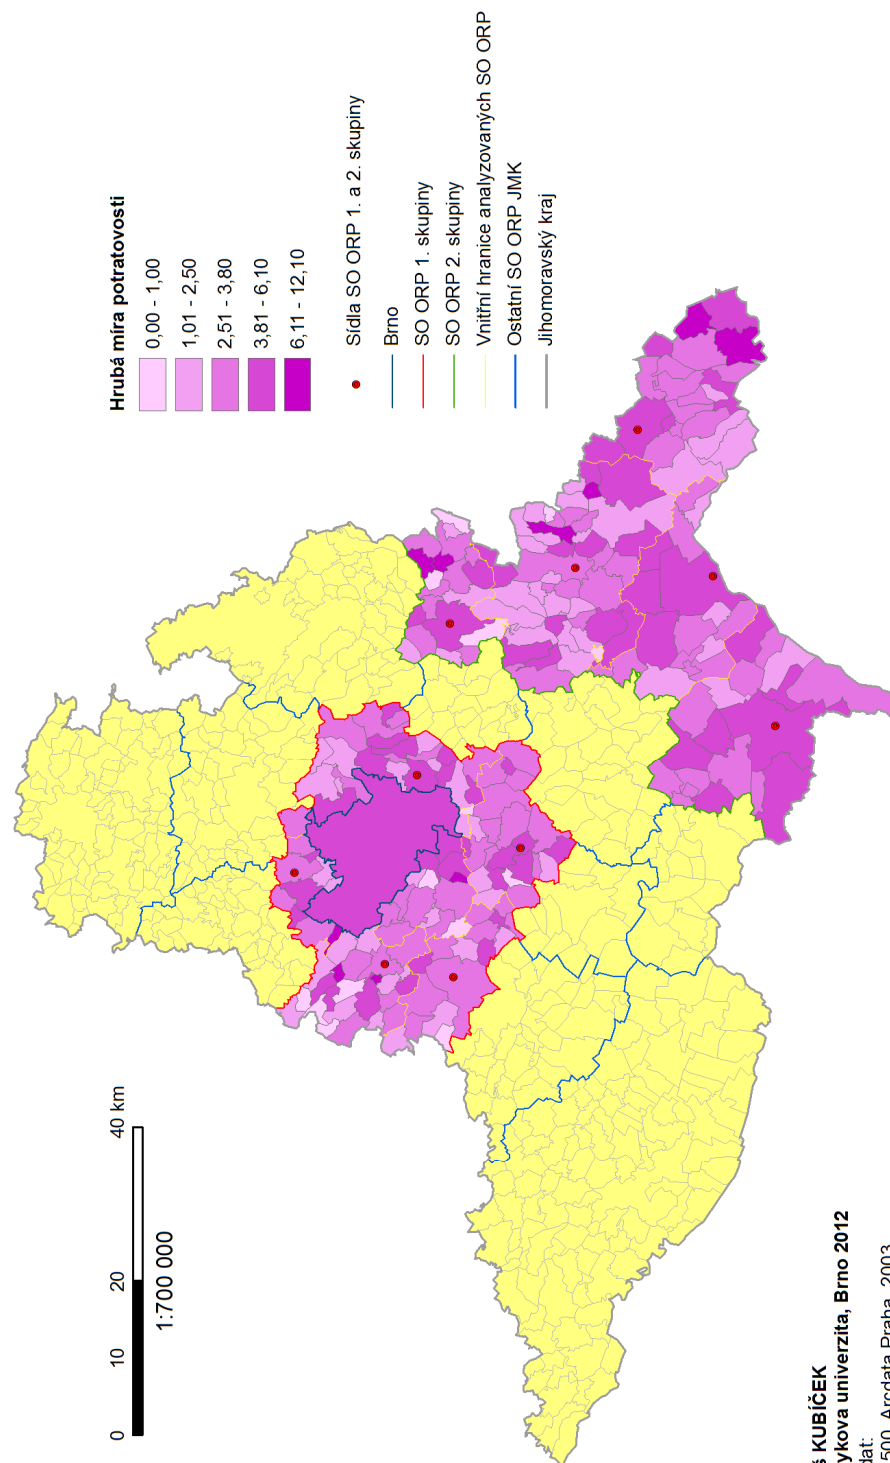 Hrubá míra potratovosti
0,00 - 1,00
1,01 - 2,50
2,51 - 3,80
3,81 - 6,10
6,11 - 12,10
Sídla SO ORP 1. a 2. skupiny
Brno
SO ORP 1. skupiny
SO ORP 2. skupiny
Vnitřní hranice analyzovaných SO ORP
Ostatní SO ORP JMK
Jihomoravský kraj
0 10 20 40 km
1:700 000
š KUBÍČEK
ykova univerzita, Brno 2012
dat:
500, Arcdata Praha, 2003